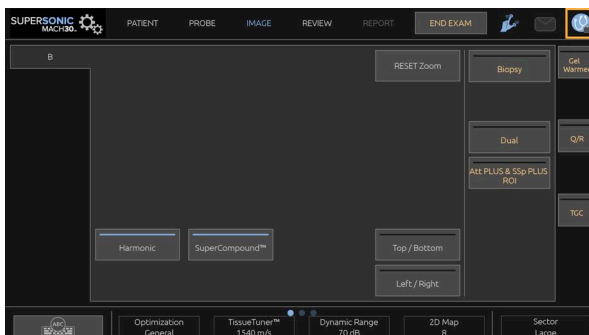 SUPERSONIC
MACH30®
PATIENT
PROBE
IMAGE
REVIEW
REPORT
END EXAM
B
RESET Zoom
Biopsy
Gel
Warmer
Dual
Q/R
Att PLUS & SSp PLUS
ROI
TGC
Harmonic
SuperCompound™
Top / Bottom
Left / Right
ABC
Optimization
General
TissueTuner™
1540 m/s
Dynamic Range
70 dB
2D Map
8
Sector
Large